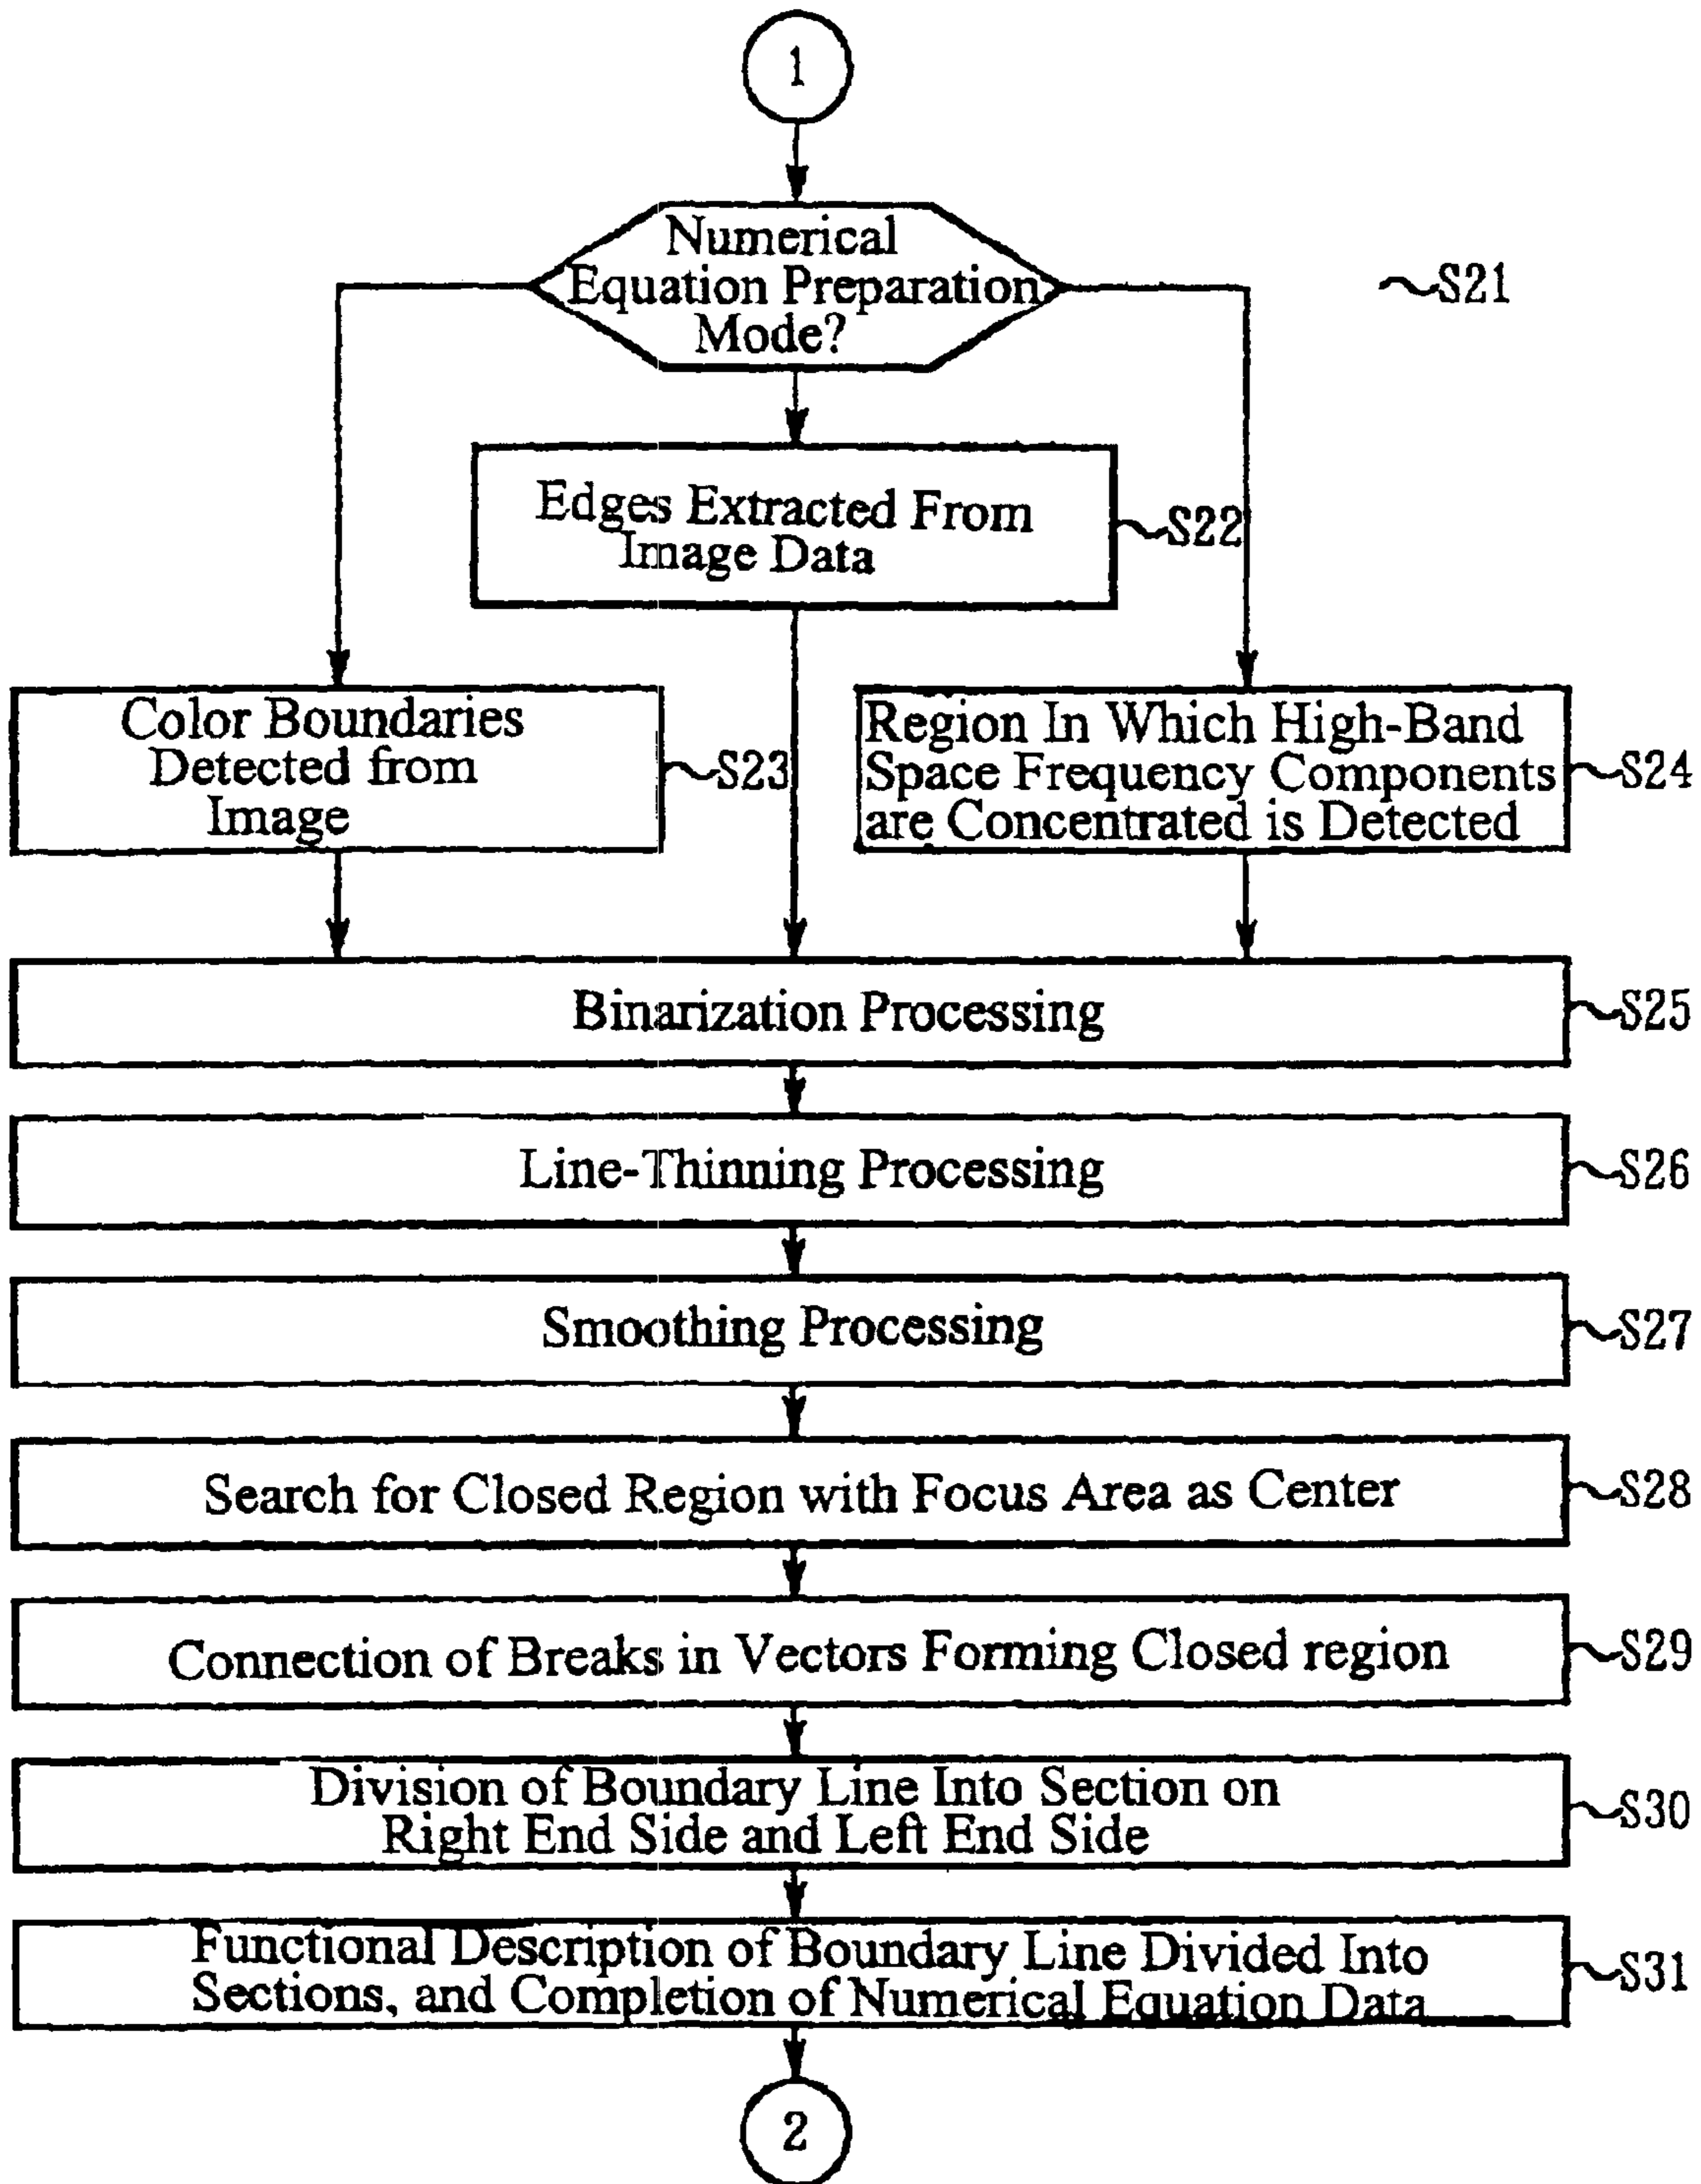 1
Numerical
Equation Preparation
Mode?
~S21
Edges Extracted From
Image Data
~S22
Color Boundaries
Detected from
Image
~S23
Region In Which High-Band
Space Frequency Components
are Concentrated is Detected
~S24
Binarization Processing
~S25
Line-Thinning Processing
~S26
Smoothing Processing
~S27
Search for Closed Region with Focus Area as Center
~S28
Connection of Breaks in Vectors Forming Closed region
~S29
Division of Boundary Line Into Section on
Right End Side and Left End Side
~S30
Functional Description of Boundary Line Divided Into
Sections, and Completion of Numerical Equation Data
~S31
2